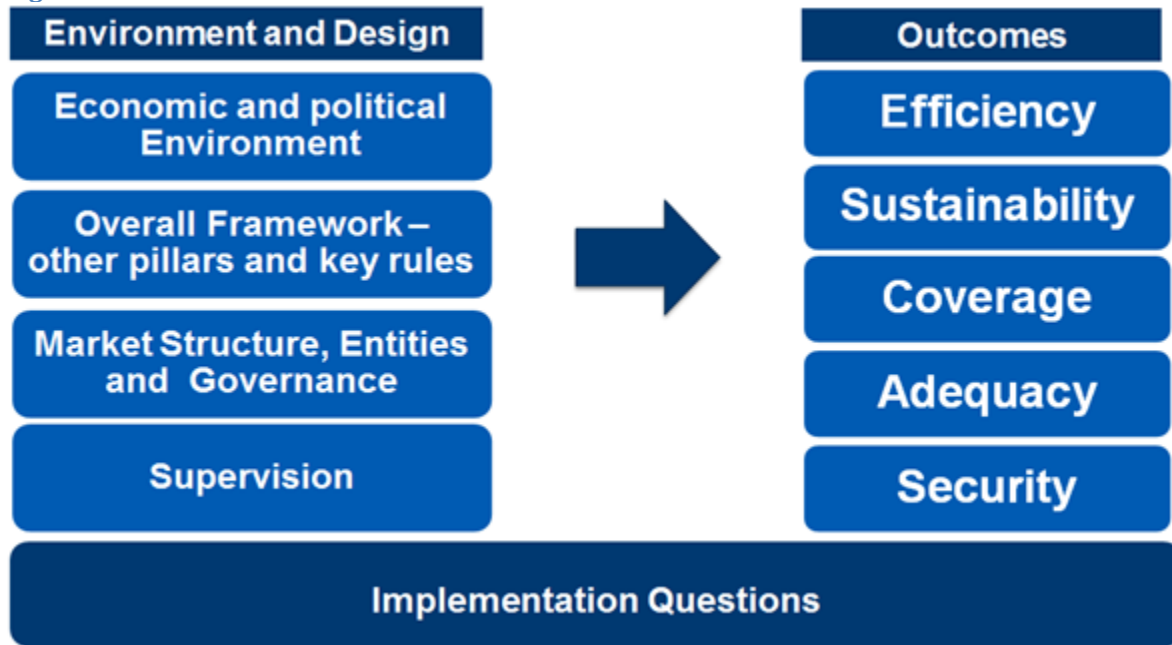 Environment and Design
Economic and political
Environment
Overall Framework –
other pillars and key rules
Market Structure, Entities
and Governance
Supervision
Outcomes
Efficiency
Sustainability
Coverage
Adequacy
Security
Implementation Questions